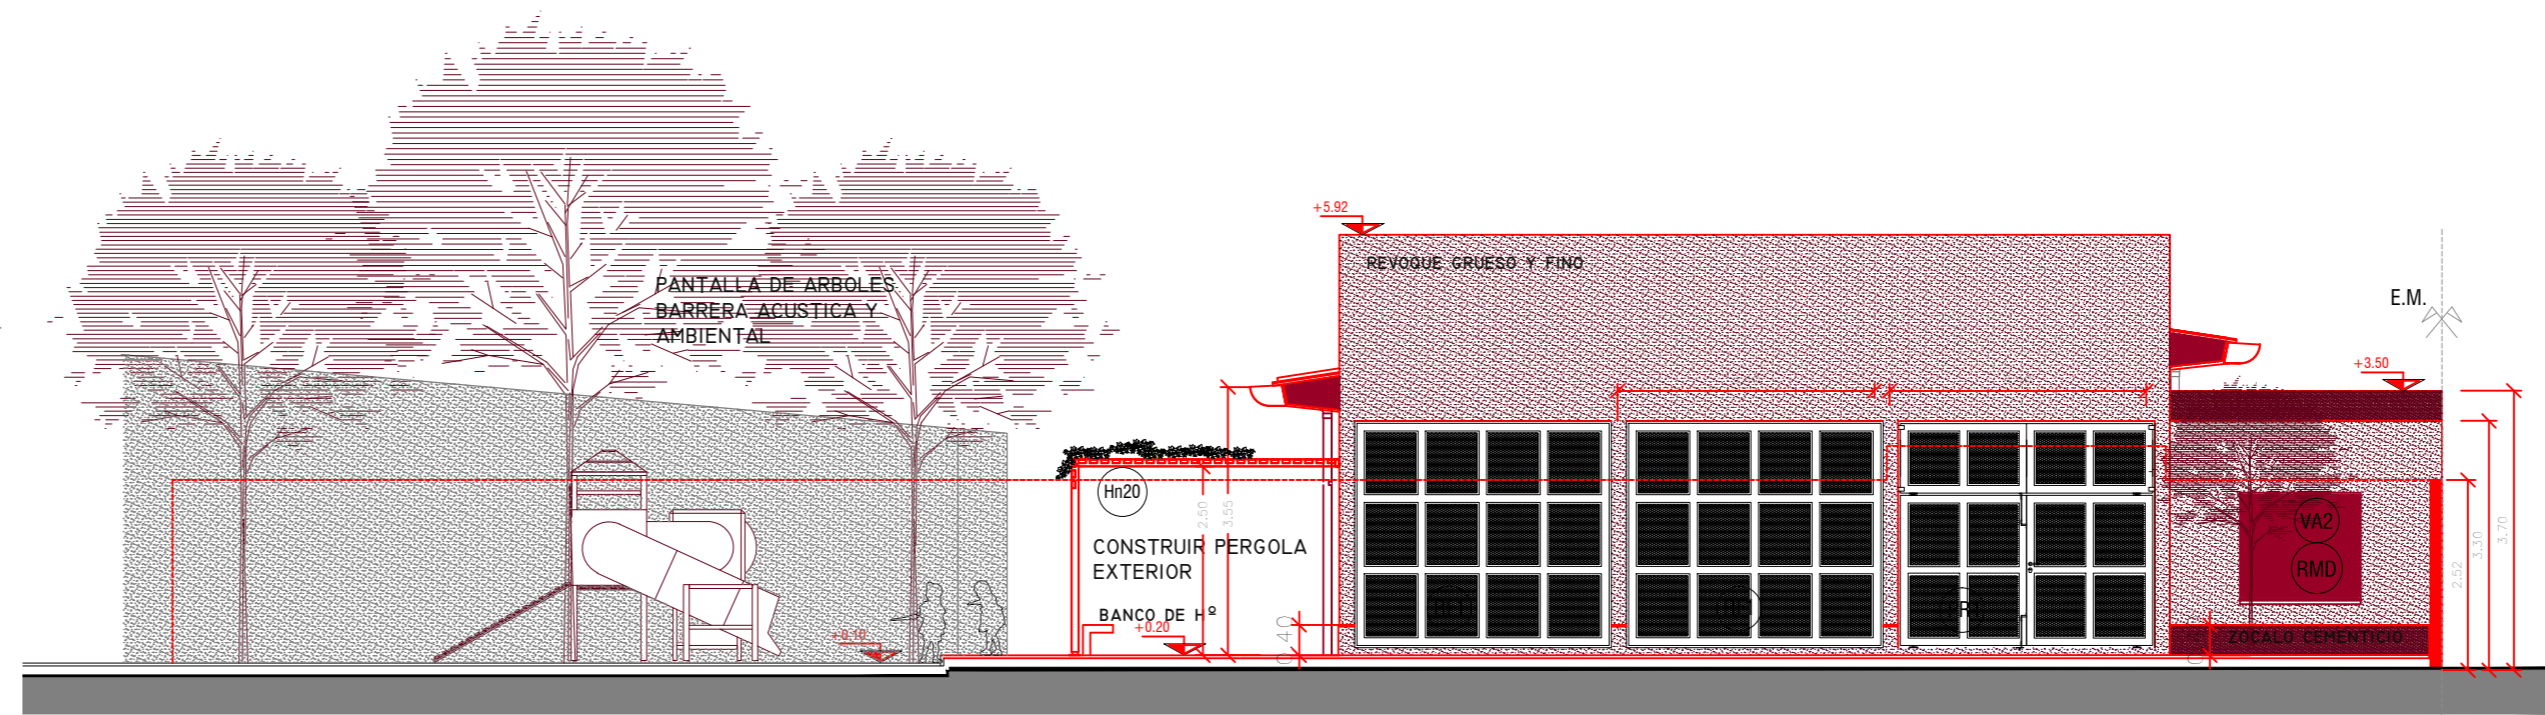 +5.92
REVOQUE GRUESO Y FINO
PANTALLA DE ARBOLES
BARRERA ACUSTICA Y
AMBIENTAL
E.M.
+3.50
Hn20
2.50
3.55
CONSTRUIR PERGOLA
EXTERIOR
BANCO DE Hº
+0.20
+0.10
0.40
VA2
RMD
ZOCALO CEMENTICIO
2.52
3.30
3.70